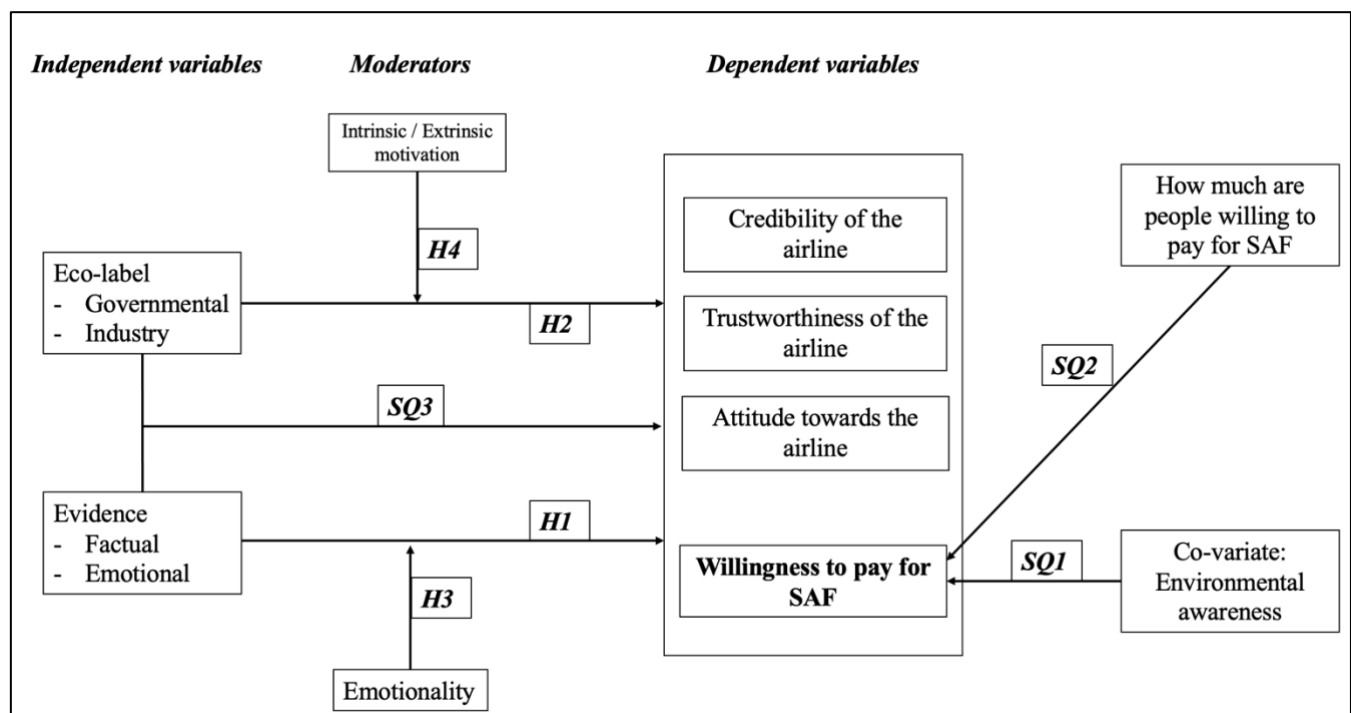 Independent variables
Moderators
Dependent variables
Intrinsic / Extrinsic
motivation
H4
Eco-label
- Governmental
- Industry
H2
SQ3
Evidence
- Factual
- Emotional
H1
H3
Emotionality
Credibility of the
airline
Trustworthiness of the
airline
Attitude towards the
airline
Willingness to pay for
SAF
How much are
people willing to
pay for SAF
SQ2
SQ1
Co-variate:
Environmental
awareness